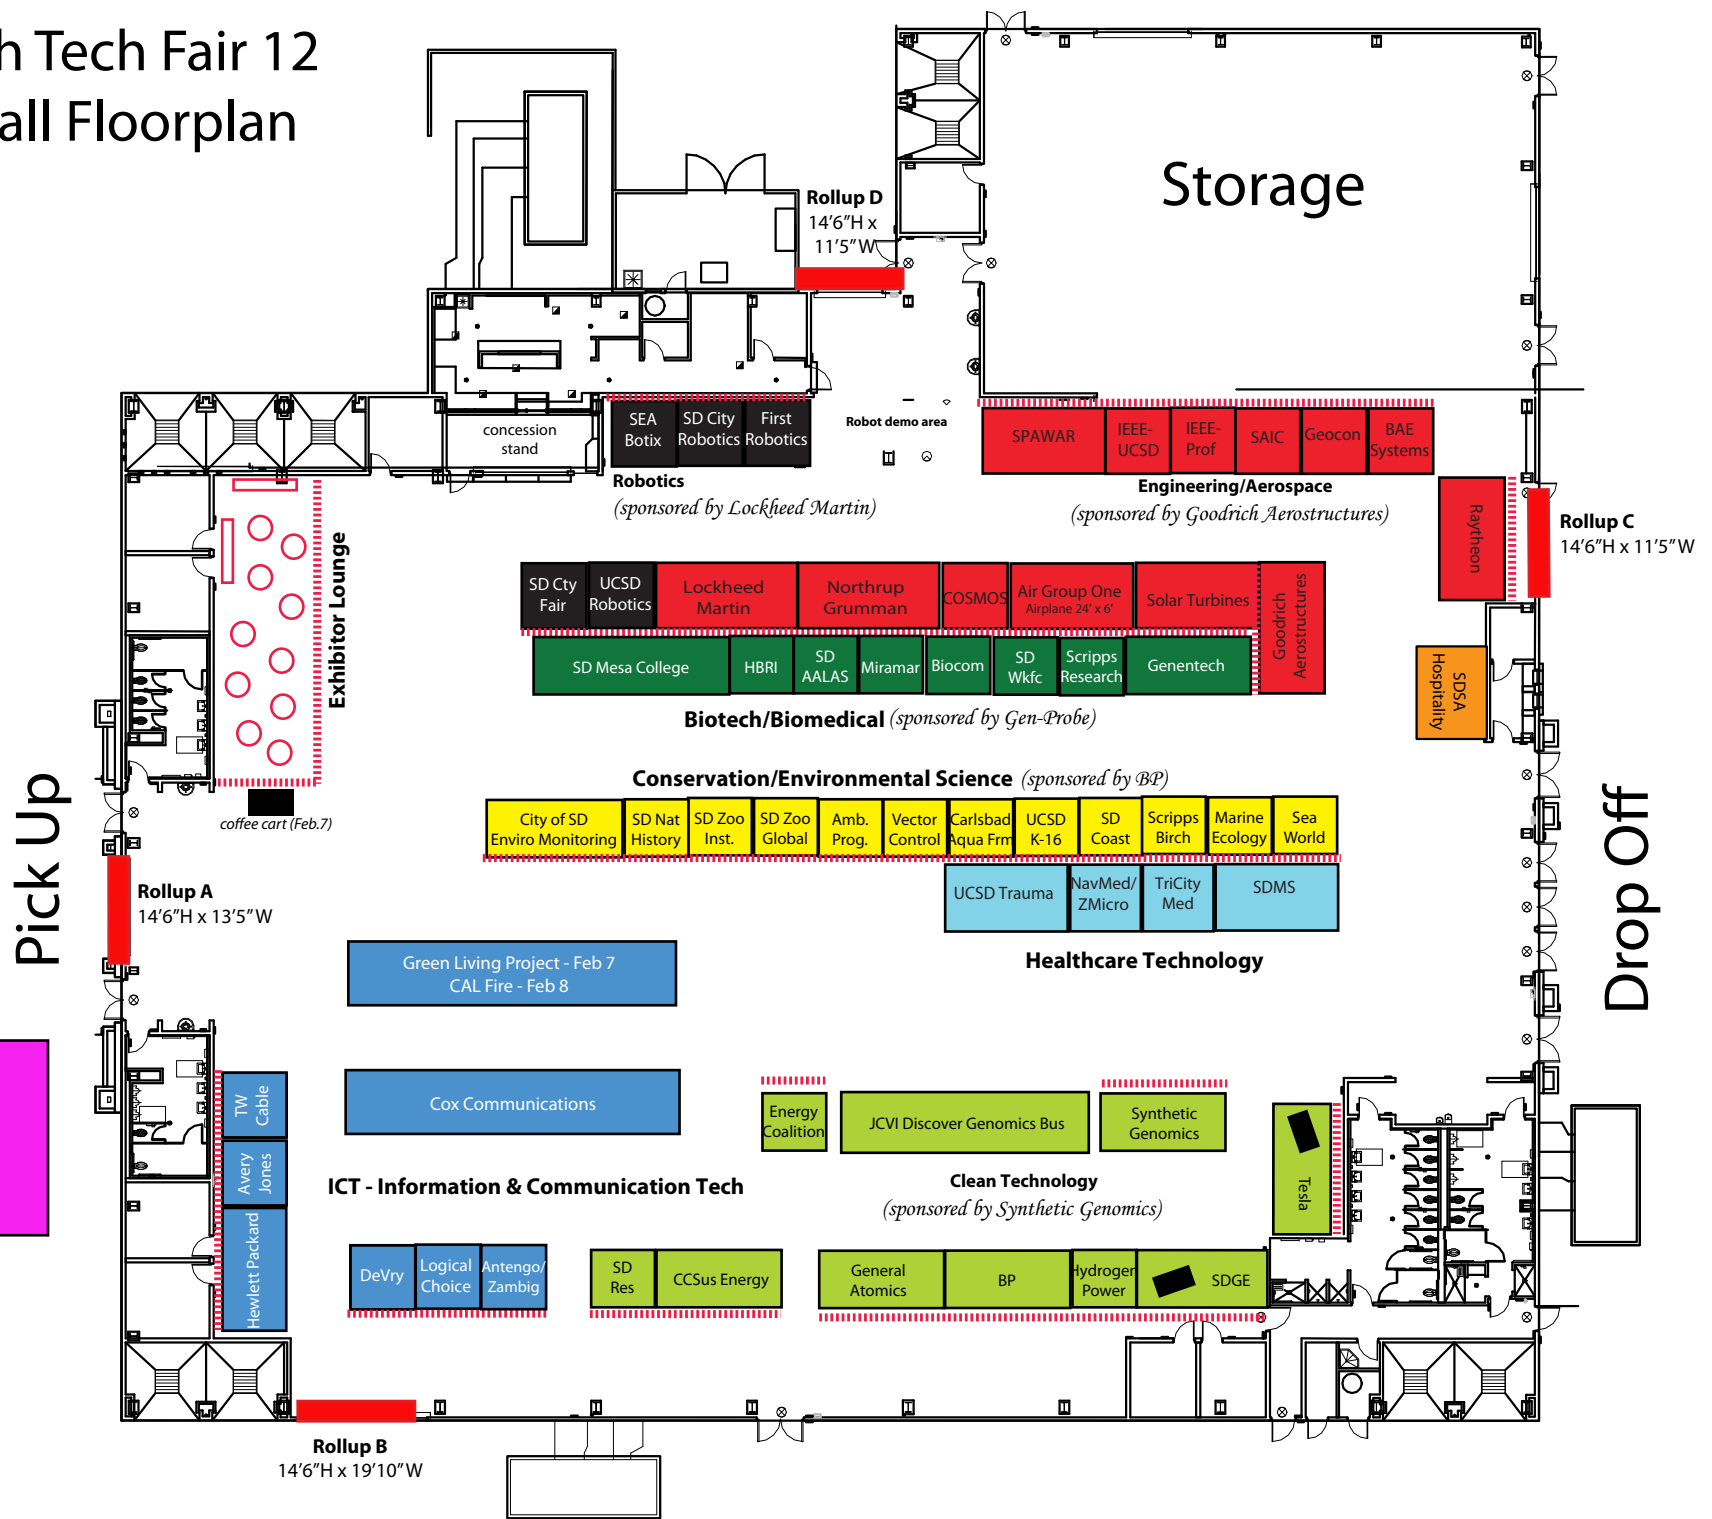 h Tech Fair 12
all Floorplan
Storage
Rollup D
14'6"H x
11'5"W
concession
stand
SEA
Botix
SD City
Robotics
First
Robotics
Robot demo area
Robotics
(sponsored by Lockheed Martin)
SPAWAR
IEEE-
UCSD
IEEE-
Prof
SAIC
Geocon
BAE
Systems
Engineering/Aerospace
(sponsored by Goodrich Aerostructures)
Raytheon
Rollup C
14'6"H x 11'5"W
Exhibitor Lounge
SD Cty
Fair
UCSD
Robotics
Lockheed
Martin
Northrup
Grumman
COSMOS
Air Group One
Airplane 24' x 6'
Solar Turbines
Goodrich
Aerostructures
SD Mesa College
HBRI
SD
AALAS
Miramar
Biocom
SD
Wkfc
Scripps
Research
Genentech
SDSA
Hospitality
Biotech/Biomedical (sponsored by Gen-Probe)
Conservation/Environmental Science (sponsored by BP)
coffee cart (Feb.7)
City of SD
Enviro Monitoring
SD Nat
History
SD Zoo
Inst.
SD Zoo
Global
Amb.
Prog.
Vector
Control
Carlsbad
Aqua Frm
UCSD
K-16
SD
Coast
Scripps
Birch
Marine
Ecology
Sea
World
Pick Up
Drop Off
Rollup A
14'6"H x 13'5"W
UCSD Trauma
NavMed/
ZMicro
TriCity
Med
SDMS
Healthcare Technology
Green Living Project - Feb 7
CAL Fire - Feb 8
Cox Communications
TW
Cable
Avery
Jones
Hewlett Packard
Energy
Coalition
JCVI Discover Genomics Bus
Synthetic
Genomics
Tesla
ICT - Information & Communication Tech
Clean Technology
(sponsored by Synthetic Genomics)
DeVry
Logical
Choice
Antengo/
Zambig
SD
Res
CCSus Energy
General
Atomics
BP
Hydrogen
Power
SDGE
Rollup B
14'6"H x 19'10"W